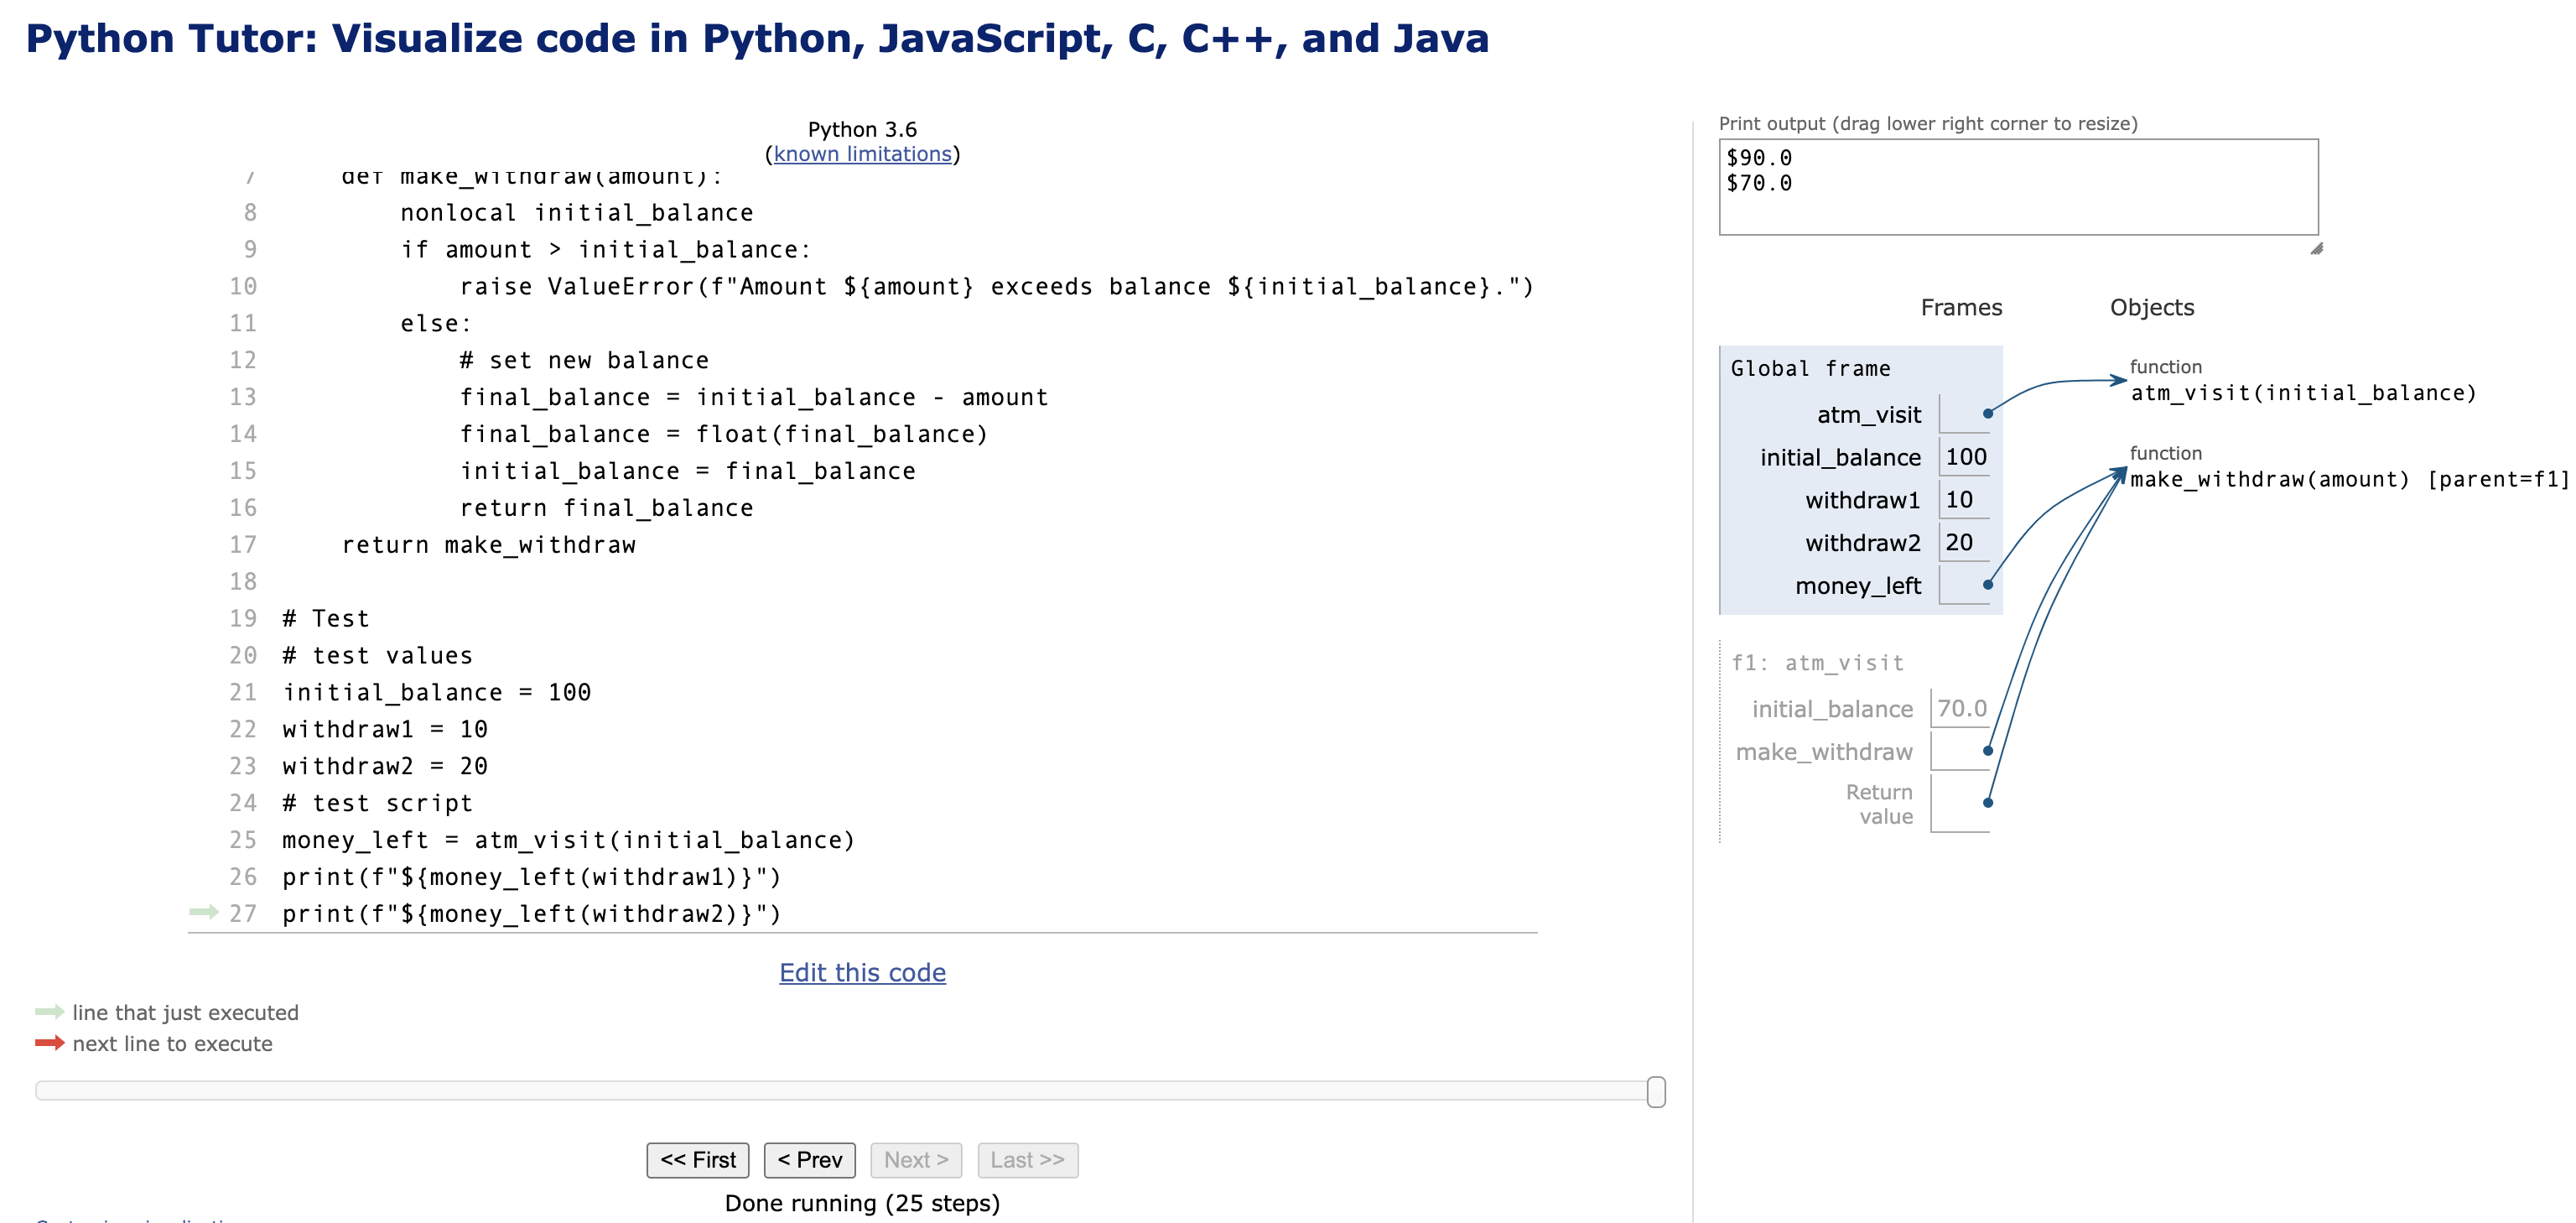 Python Tutor: Visualize code in Python, JavaScript, C, C++, and Java
Python 3.6
(known limitations)
7     def make_withdraw(amount):
8         nonlocal initial_balance
9         if amount > initial_balance:
10             raise ValueError(f"Amount ${amount} exceeds balance ${initial_balance}.")
11         else:
12             # set new balance
13             final_balance = initial_balance - amount
14             final_balance = float(final_balance)
15             initial_balance = final_balance
16             return final_balance
17     return make_withdraw
18
19 # Test
20 # test values
21 initial_balance = 100
22 withdraw1 = 10
23 withdraw2 = 20
24 # test script
25 money_left = atm_visit(initial_balance)
26 print(f"${money_left(withdraw1)}")
27 print(f"${money_left(withdraw2)}")
Edit this code
line that just executed
next line to execute
<< First < Prev Next > Last >>
Done running (25 steps)
Print output (drag lower right corner to resize)
$90.0
$70.0
Frames Objects
Global frame
atm_visit
initial_balance 100
withdraw1 10
withdraw2 20
money_left
function
atm_visit(initial_balance)
function
make_withdraw(amount) [parent=f1]
f1: atm_visit
initial_balance 70.0
make_withdraw
Return
value